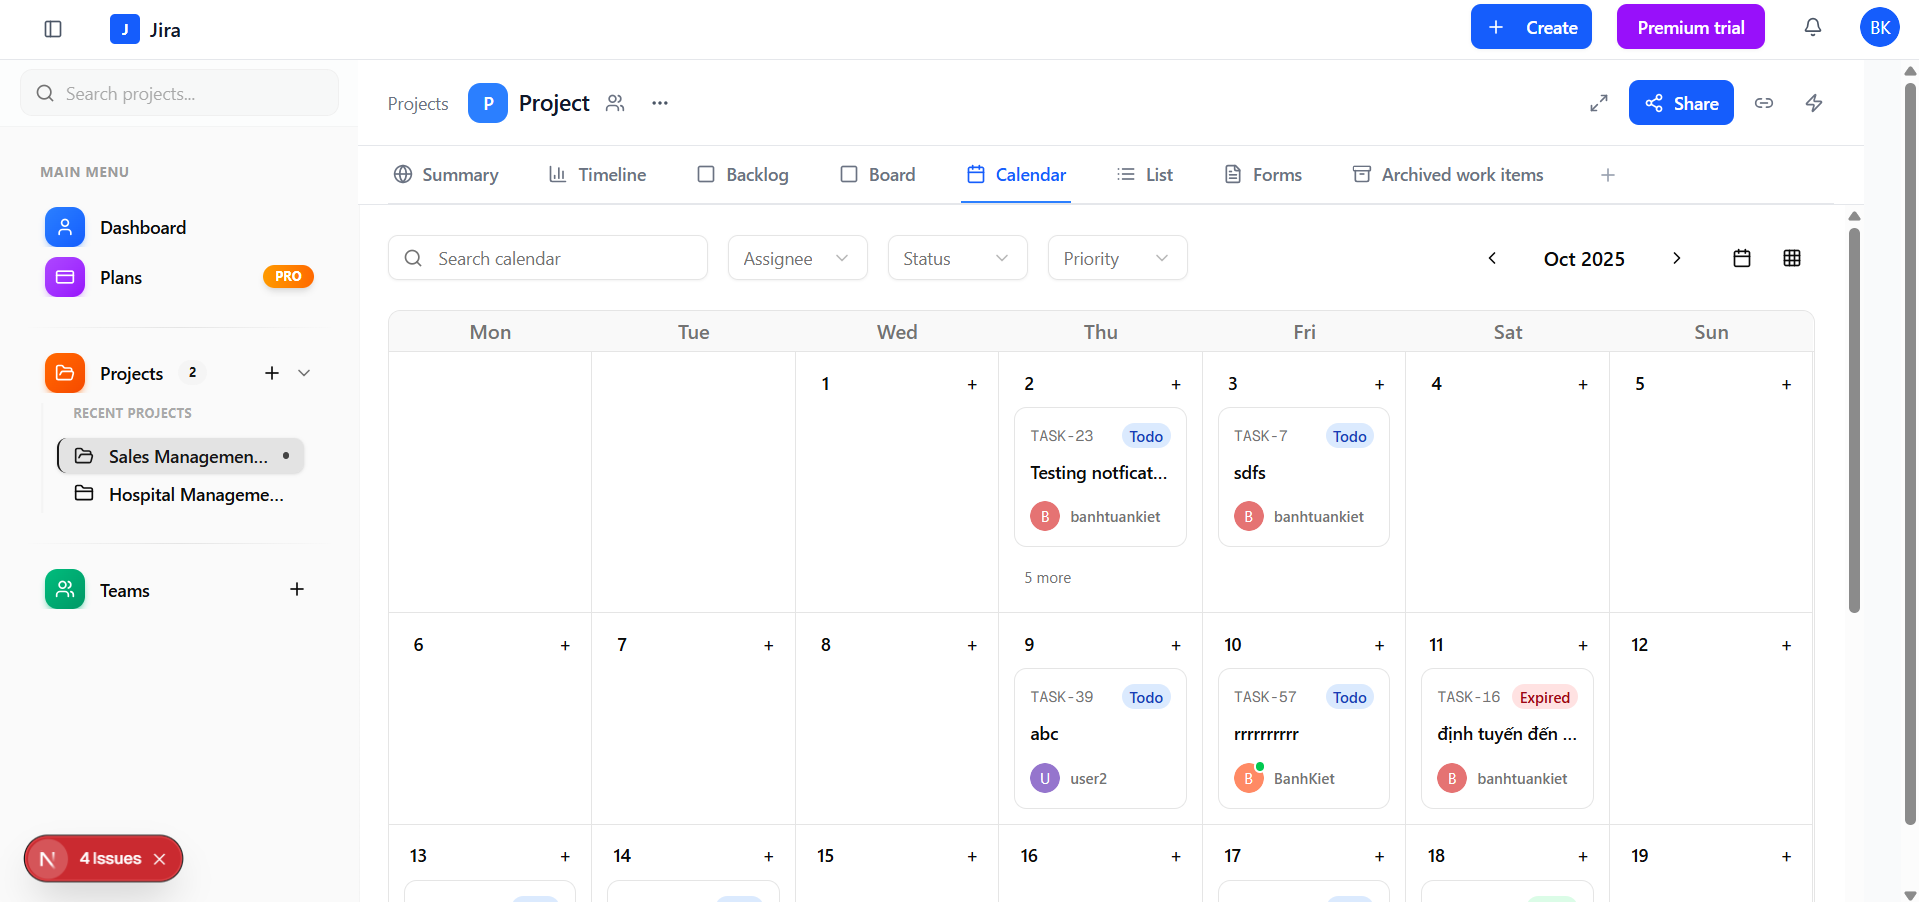 J Jira
Create
Premium trial
BK
Search projects...
MAIN MENU
Dashboard
Plans
PRO
Projects 2
RECENT PROJECTS
Sales Managemen...
Hospital Manageme...
Teams
N 4 Issues
Projects P Project
Share
Summary
Timeline
Backlog
Board
Calendar
List
Forms
Archived work items
Search calendar
Assignee
Status
Priority
Oct 2025
Mon Tue Wed Thu Fri Sat Sun
1 + 2 + 3 + 4 + 5 +
TASK-23 Todo
Testing notficat...
B banhtuankiet
5 more
TASK-7 Todo
sdfs
B banhtuankiet
6 + 7 + 8 + 9 + 10 + 11 + 12 +
TASK-39 Todo
abc
U user2
TASK-57 Todo
rrrrrrrrrr
B BanhKiet
TASK-16 Expired
định tuyến đến ...
B banhtuankiet
13 + 14 + 15 + 16 + 17 + 18 + 19 +